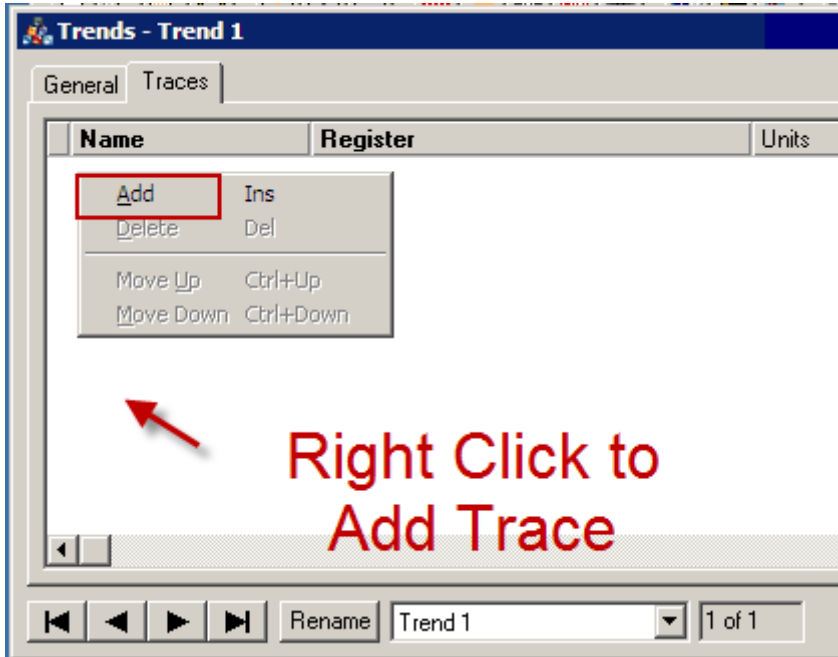 Trends - Trend 1
General Traces
Name Register Units
Add Ins
Delete Del
Move Up Ctrl+Up
Move Down Ctrl+Down
Right Click to
Add Trace
Rename Trend 1 1 of 1